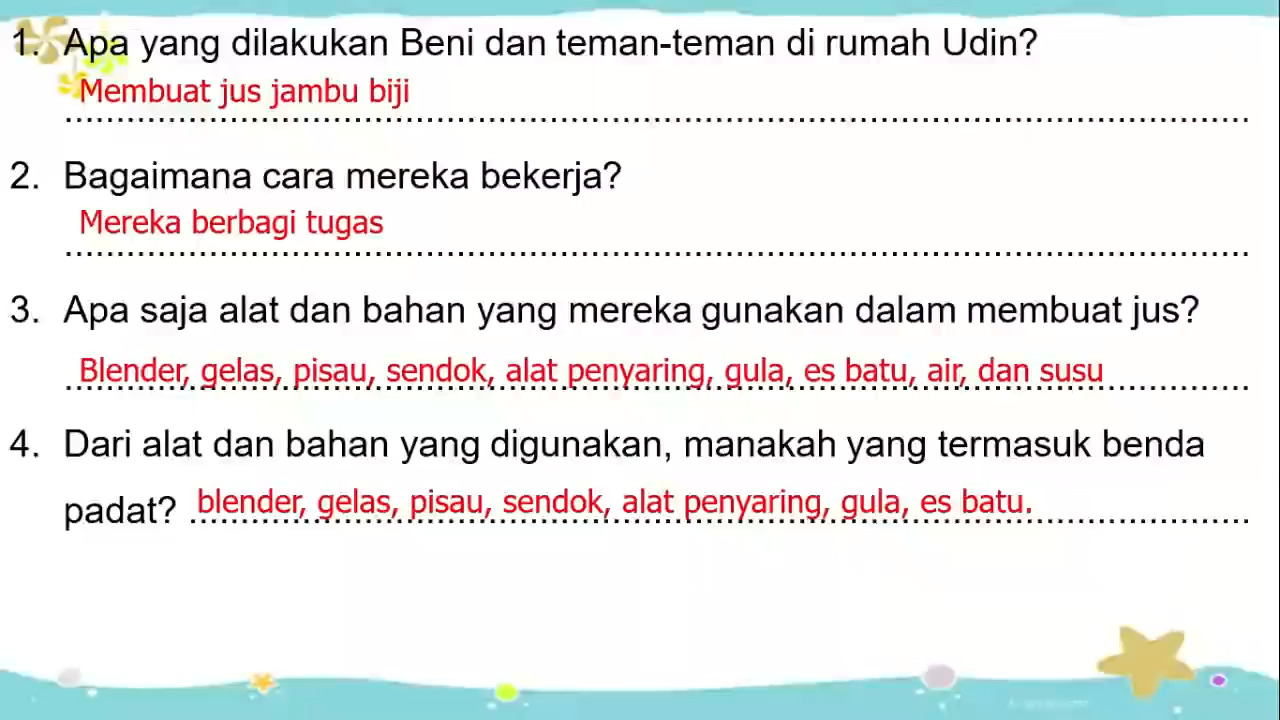 1. Apa yang dilakukan Beni dan teman-teman di rumah Udin?
Membuat jus jambu biji
2. Bagaimana cara mereka bekerja?
Mereka berbagi tugas
3. Apa saja alat dan bahan yang mereka gunakan dalam membuat jus?
Blender, gelas, pisau, sendok, alat penyaring, gula, es batu, air, dan susu
4. Dari alat dan bahan yang digunakan, manakah yang termasuk benda
padat? blender, gelas, pisau, sendok, alat penyaring, gula, es batu.